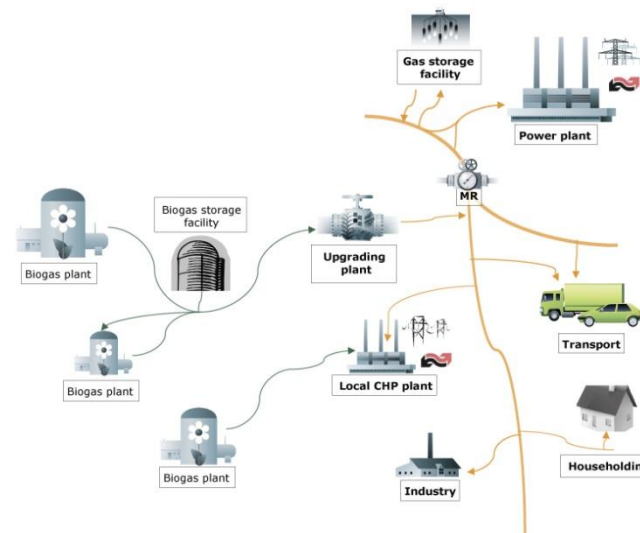 Gas storage
facility
Power plant
MR
Biogas storage
facility
Biogas plant
Upgrading
plant
Transport
Biogas plant
Local CHP plant
Biogas plant
Industry
Householdin